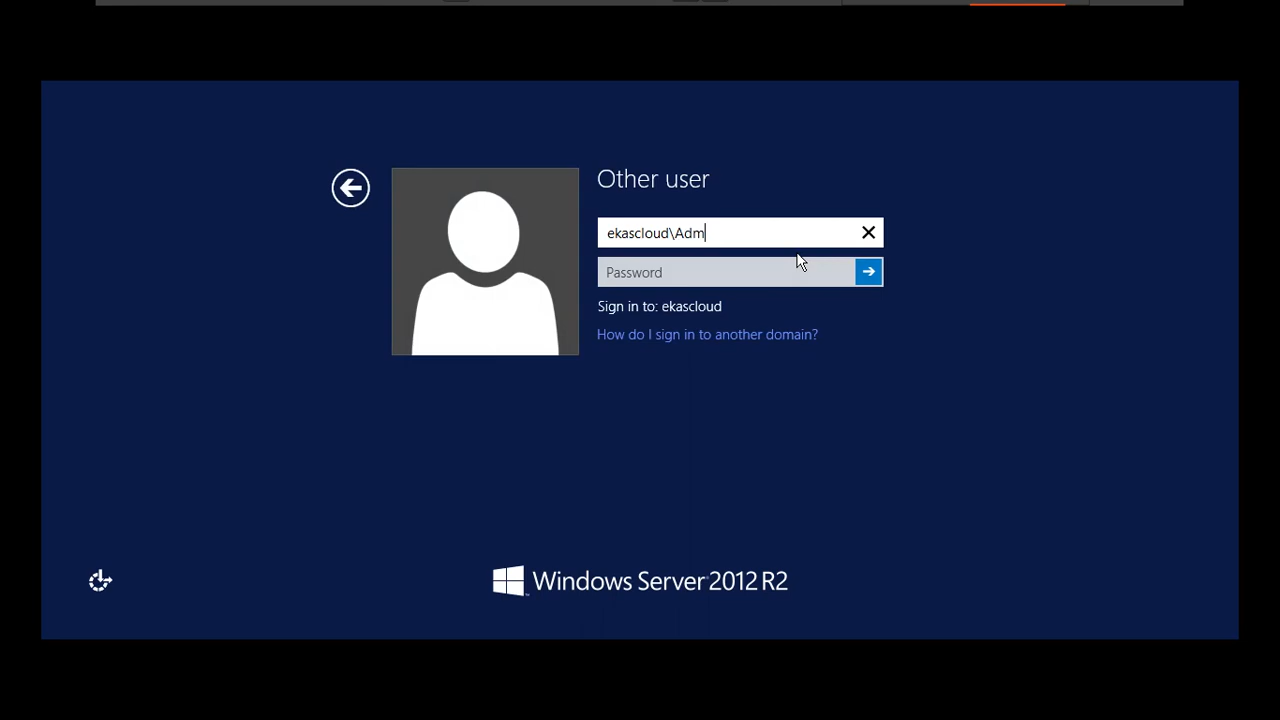 Other user
ekascloud\Adm
Password
Sign in to: ekascloud
How do I sign in to another domain?
Windows Server 2012 R2